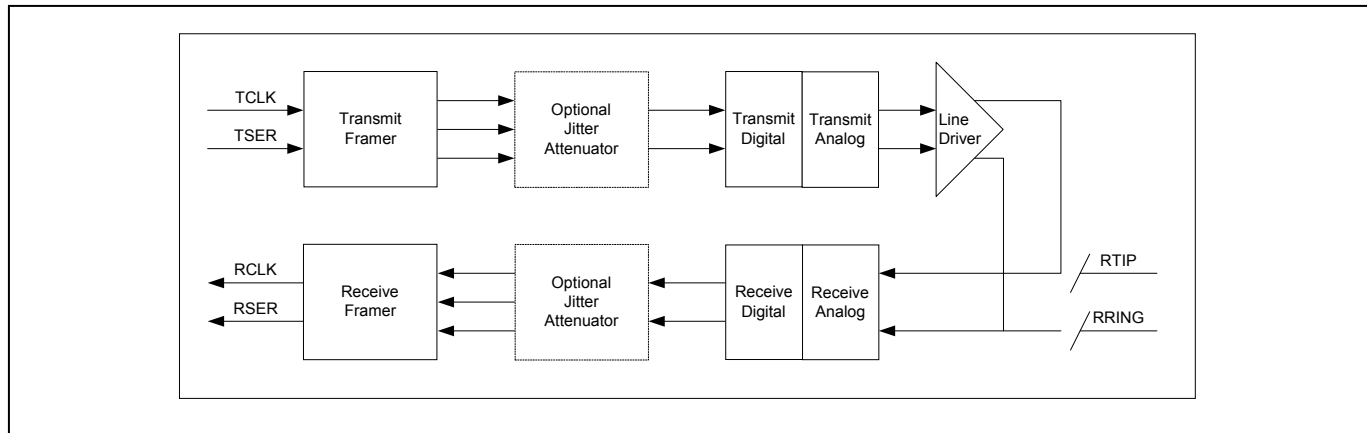 TCLK
TSER
Transmit
Framer
Optional
Jitter
Attenuator
Transmit
Digital
Transmit
Analog
Line
Driver
RCLK
RSER
Receive
Framer
Optional
Jitter
Attenuator
Receive
Digital
Receive
Analog
RTIP
RRING